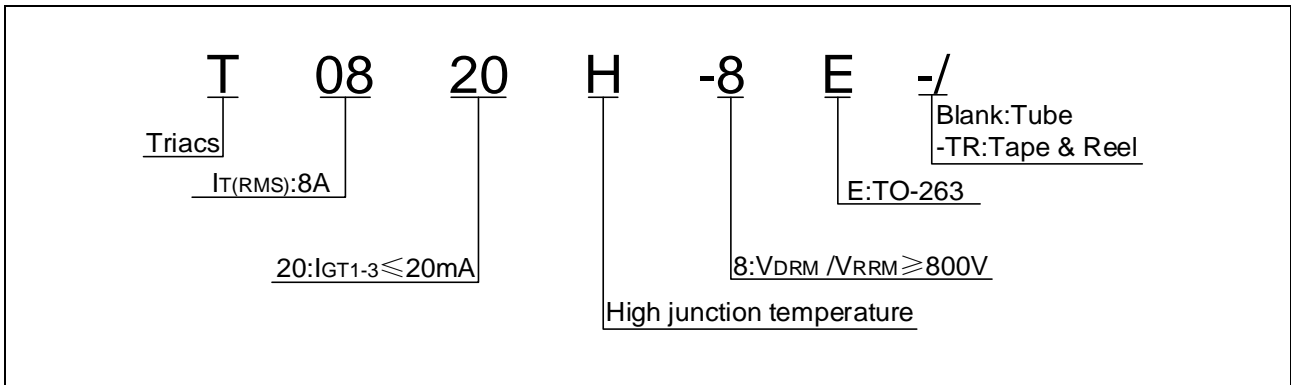 T 08 20 H -8 E -/
Blank:Tube
Triacs
-TR:Tape & Reel
IT(RMS):8A
E:TO-263
20:IGT1-3≤20mA
8:VDRM /VRRM≥800V
High junction temperature